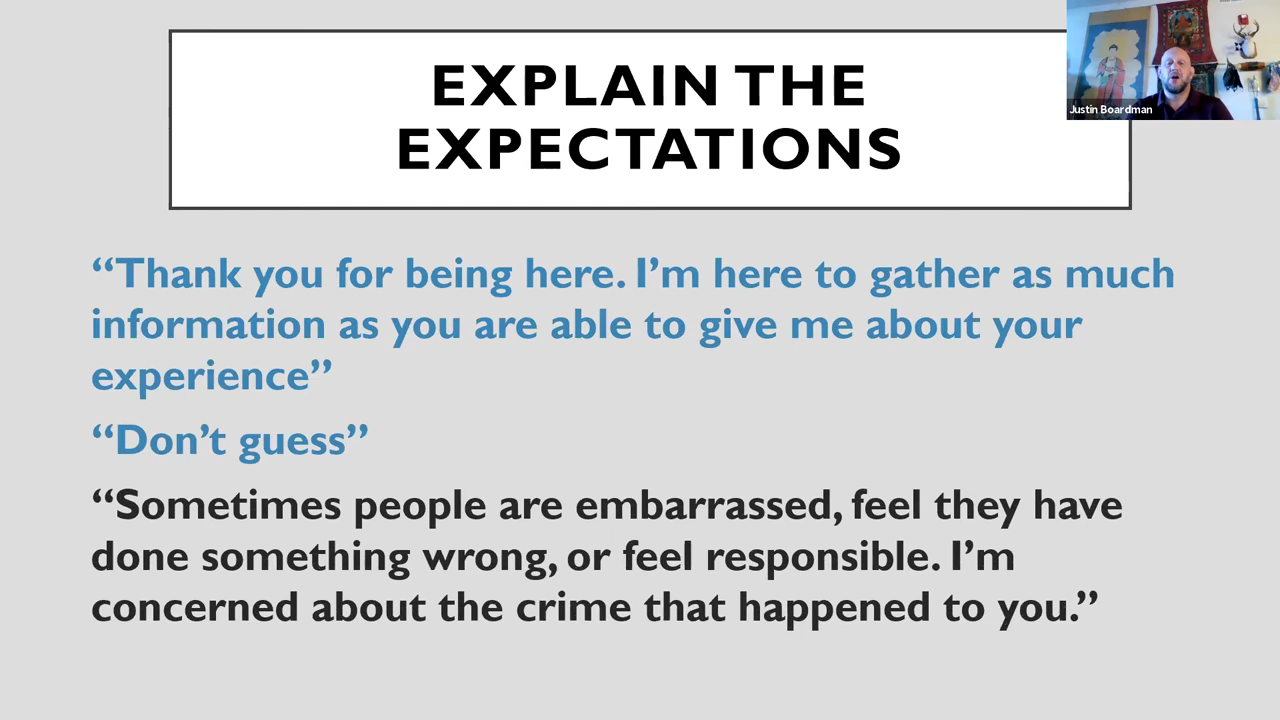 EXPLAIN THE
EXPECTATIONS
Justin Boardman
“Thank you for being here. I’m here to gather as much
information as you are able to give me about your
experience”
“Don’t guess”
“Sometimes people are embarrassed, feel they have
done something wrong, or feel responsible. I’m
concerned about the crime that happened to you.”